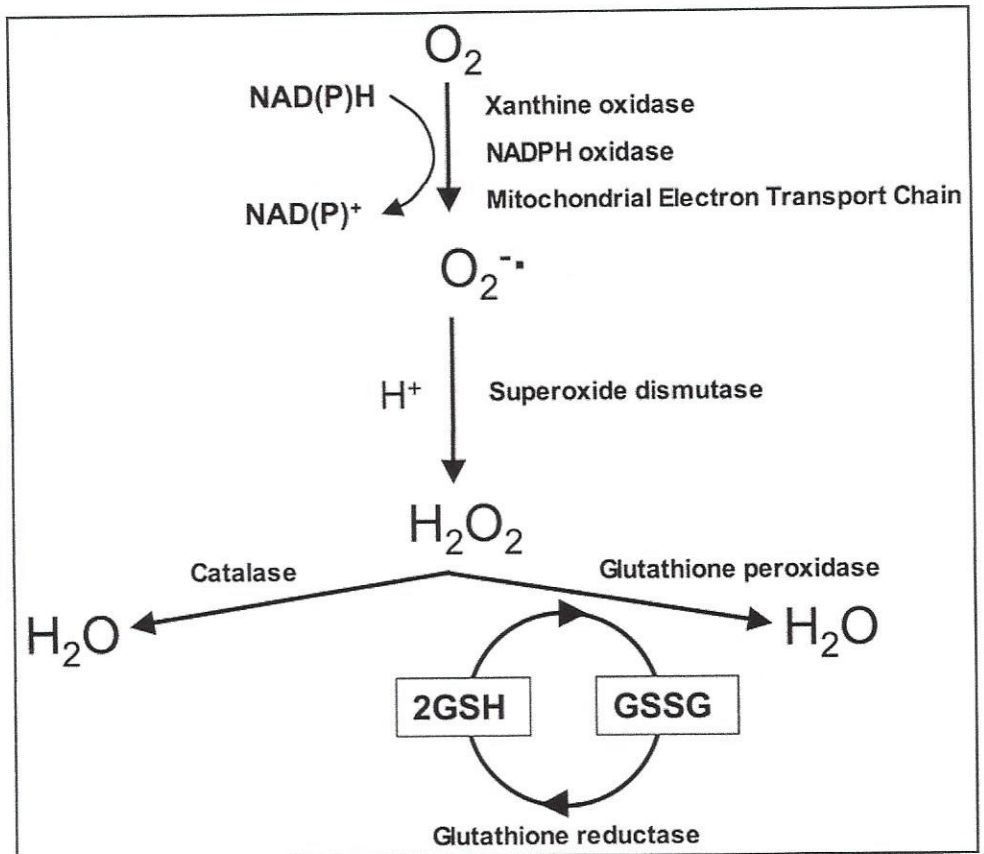 O₂
NAD(P)H
Xanthine oxidase
NADPH oxidase
NAD(P)⁺
Mitochondrial Electron Transport Chain
O₂⁻·
H⁺
Superoxide dismutase
H₂O₂
Catalase
Glutathione peroxidase
H₂O
H₂O
2GSH
GSSG
Glutathione reductase